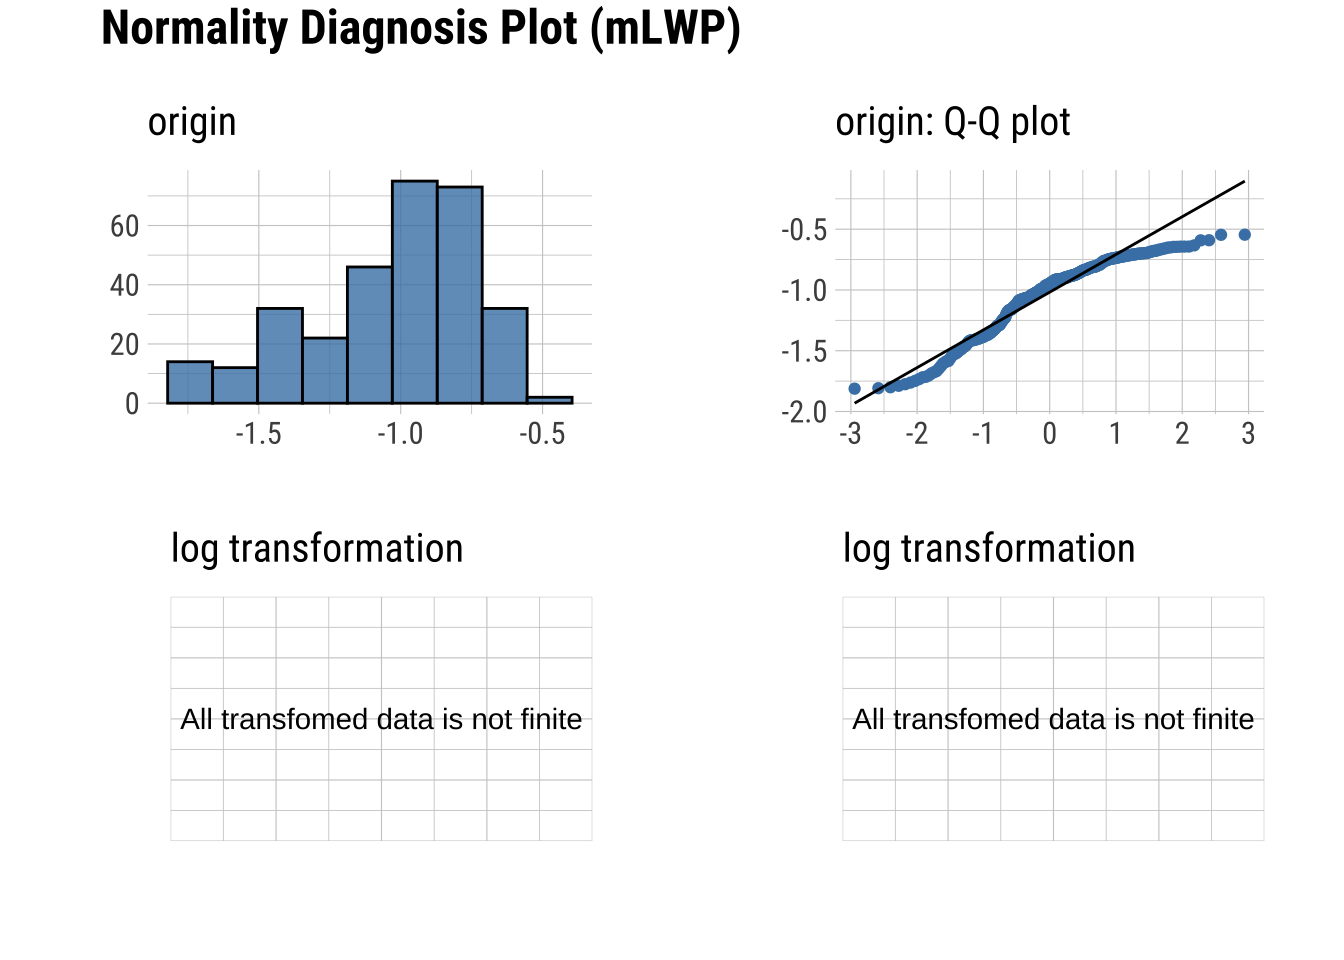 Normality Diagnosis Plot (mLWP)
origin
60
40
20
0
-1.5 -1.0 -0.5
origin: Q-Q plot
-0.5
-1.0
-1.5
-2.0
-3 -2 -1 0 1 2 3
log transformation
All transfomed data is not finite
log transformation
All transfomed data is not finite